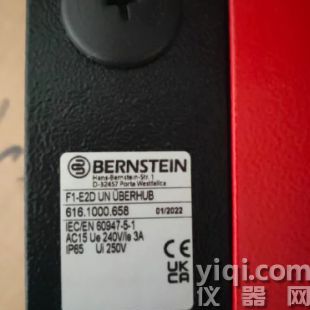 BERNSTEIN
Hans-Bernstein-Str. 1
D-32457 Porta Westfalica
F1-E2D UN ÜBERHUB
616.1000.658 01/2022
IEC/EN 60947-5-1
AC15 Ue 240V/Ie 3A
IP65 Ui 250V
CE
UK
CA
yiqi.com
仪器网